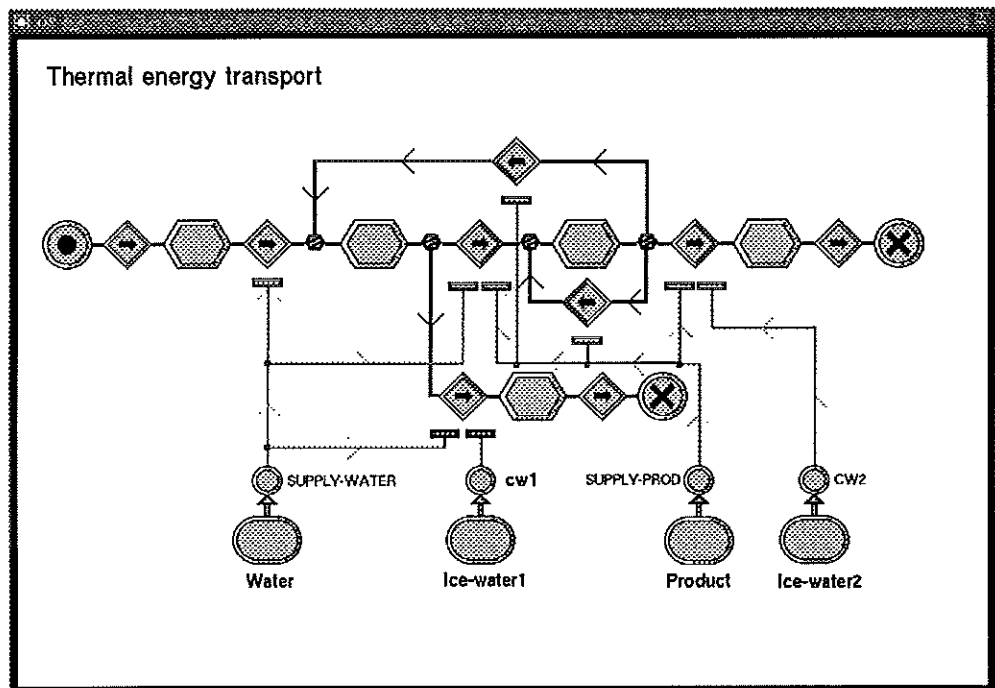 Thermal energy transport
SUPPLY-WATER
cw1
SUPPLY-PROD
CW2
Water
Ice-water1
Product
Ice-water2